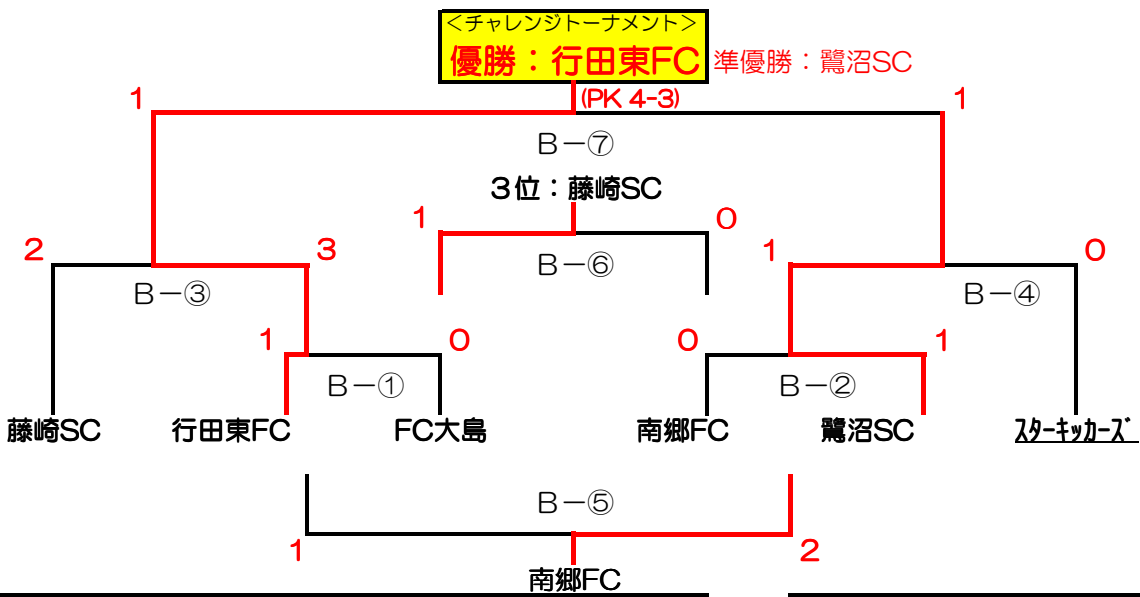 ＜チャレンジトーナメント＞
優勝：行田東FC 準優勝：鷺沼SC
1 (PK 4-3) 1
B－⑦
3位：藤崎SC
1 0
2 3 B－⑥ 1 0
B－③ B－④
1 0 0 1
B－① B－②
藤崎SC 行田東FC FC大島 南郷FC 鷺沼SC スターキッカーズ
B－⑤
1 2
南郷FC